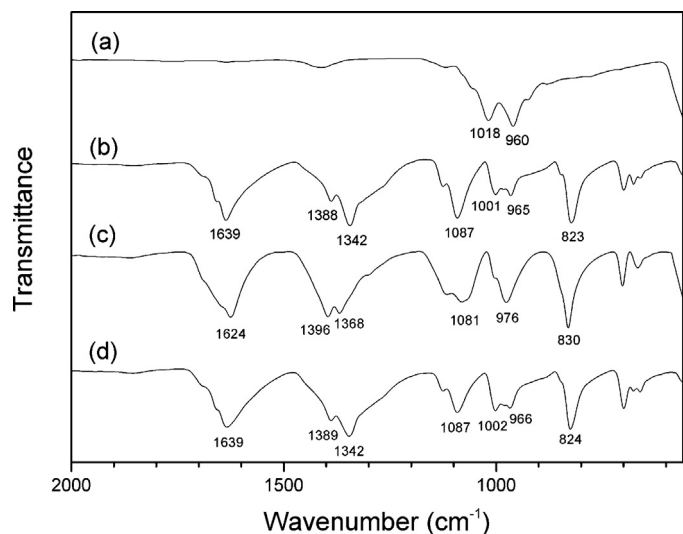 (a)
1018 960
(b)
1639 1388 1342 1087 1001 965 823
(c)
1624 1396 1368 1081 976 830
(d)
1639 1389 1342 1087 1002 966 824
Transmittance
2000 1500 1000
Wavenumber (cm⁻¹)